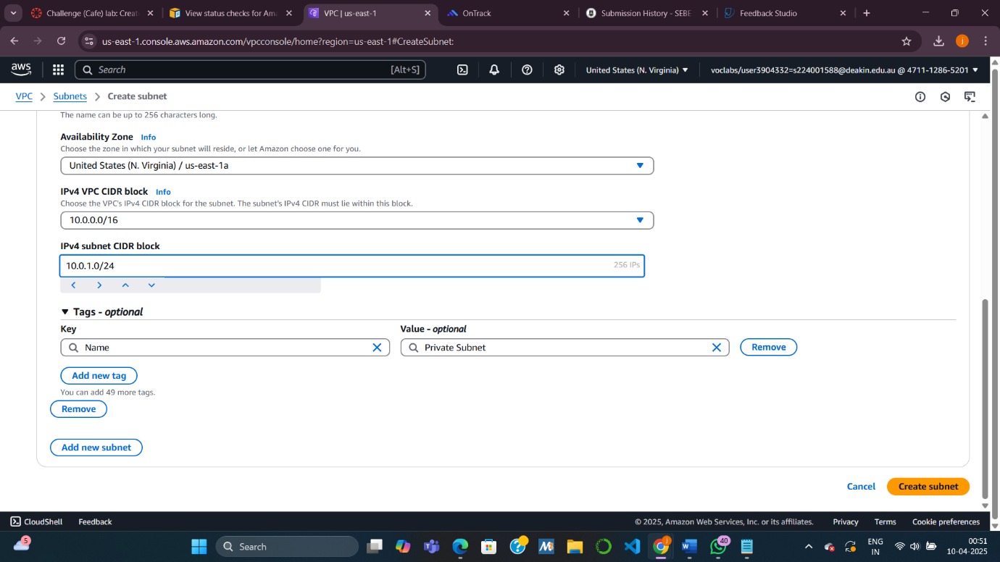 Challenge (Cafe) lab: Creati
View status checks for Ama
VPC | us-east-1
OnTrack
Submission History - SEBE
Feedback Studio
us-east-1.console.aws.amazon.com/vpcconsole/home?region=us-east-1#CreateSubnet:
j
aws
Search
[Alt+S]
United States (N. Virginia)
voclabs/user3904332=s224001588@deakin.edu.au @ 4711-1286-5201
VPC
Subnets
Create subnet
The name can be up to 256 characters long.
Availability Zone Info
Choose the zone in which your subnet will reside, or let Amazon choose one for you.
United States (N. Virginia) / us-east-1a
IPv4 VPC CIDR block Info
Choose the VPC's IPv4 CIDR block for the subnet. The subnet's IPv4 CIDR must lie within this block.
10.0.0.0/16
IPv4 subnet CIDR block
10.0.1.0/24
256 IPs
Tags - optional
Key
Value - optional
Name
Private Subnet
Remove
Add new tag
You can add 49 more tags.
Remove
Add new subnet
Cancel
Create subnet
CloudShell
Feedback
© 2025, Amazon Web Services, Inc. or its affiliates.
Privacy
Terms
Cookie preferences
5
Search
40
ENG
IN
00:51
10-04-2025